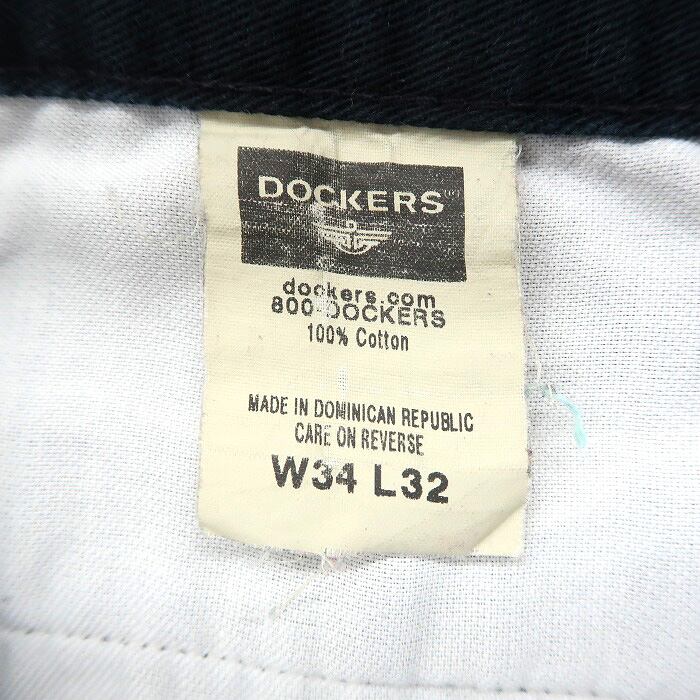 DOCKERS
dockers.com
800-DOCKERS
100% Cotton
MADE IN DOMINICAN REPUBLIC
CARE ON REVERSE
W34 L32